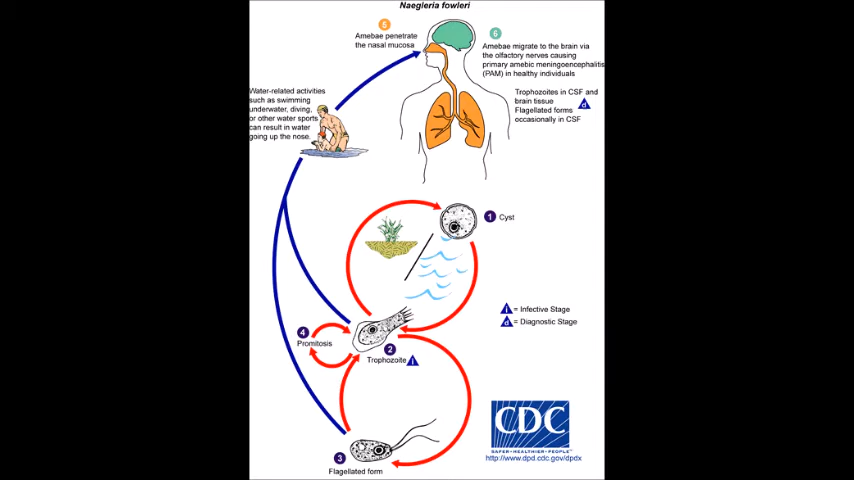 Naegleria fowleri
5
Amebae penetrate
the nasal mucosa
6
Amebae migrate to the brain via
the olfactory nerves causing
primary amebic meningoencephalitis
(PAM) in healthy individuals
Trophozoites in CSF and
brain tissue
Flagellated forms
occasionally in CSF
d
Water-related activities
such as swimming
underwater, diving,
or other water sports
can result in water
going up the nose.
1 Cyst
i = Infective Stage
d = Diagnostic Stage
4
Promitosis
2
Trophozoite i
3
Flagellated form
CDC
SAFER•HEALTHIER•PEOPLE™
http://www.dpd.cdc.gov/dpdx